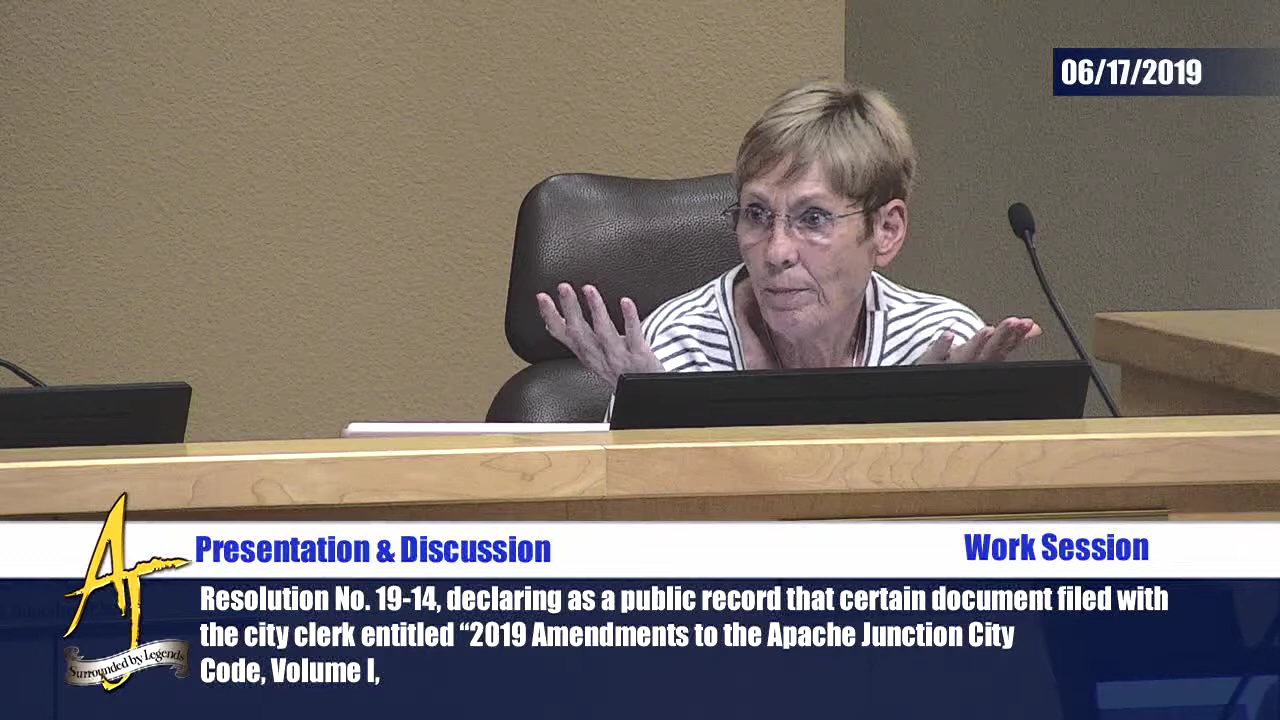 06/17/2019
Presentation & Discussion
Work Session
Resolution No. 19-14, declaring as a public record that certain document filed with
the city clerk entitled “2019 Amendments to the Apache Junction City
Code, Volume I,
AJ
Surrounded by Legends